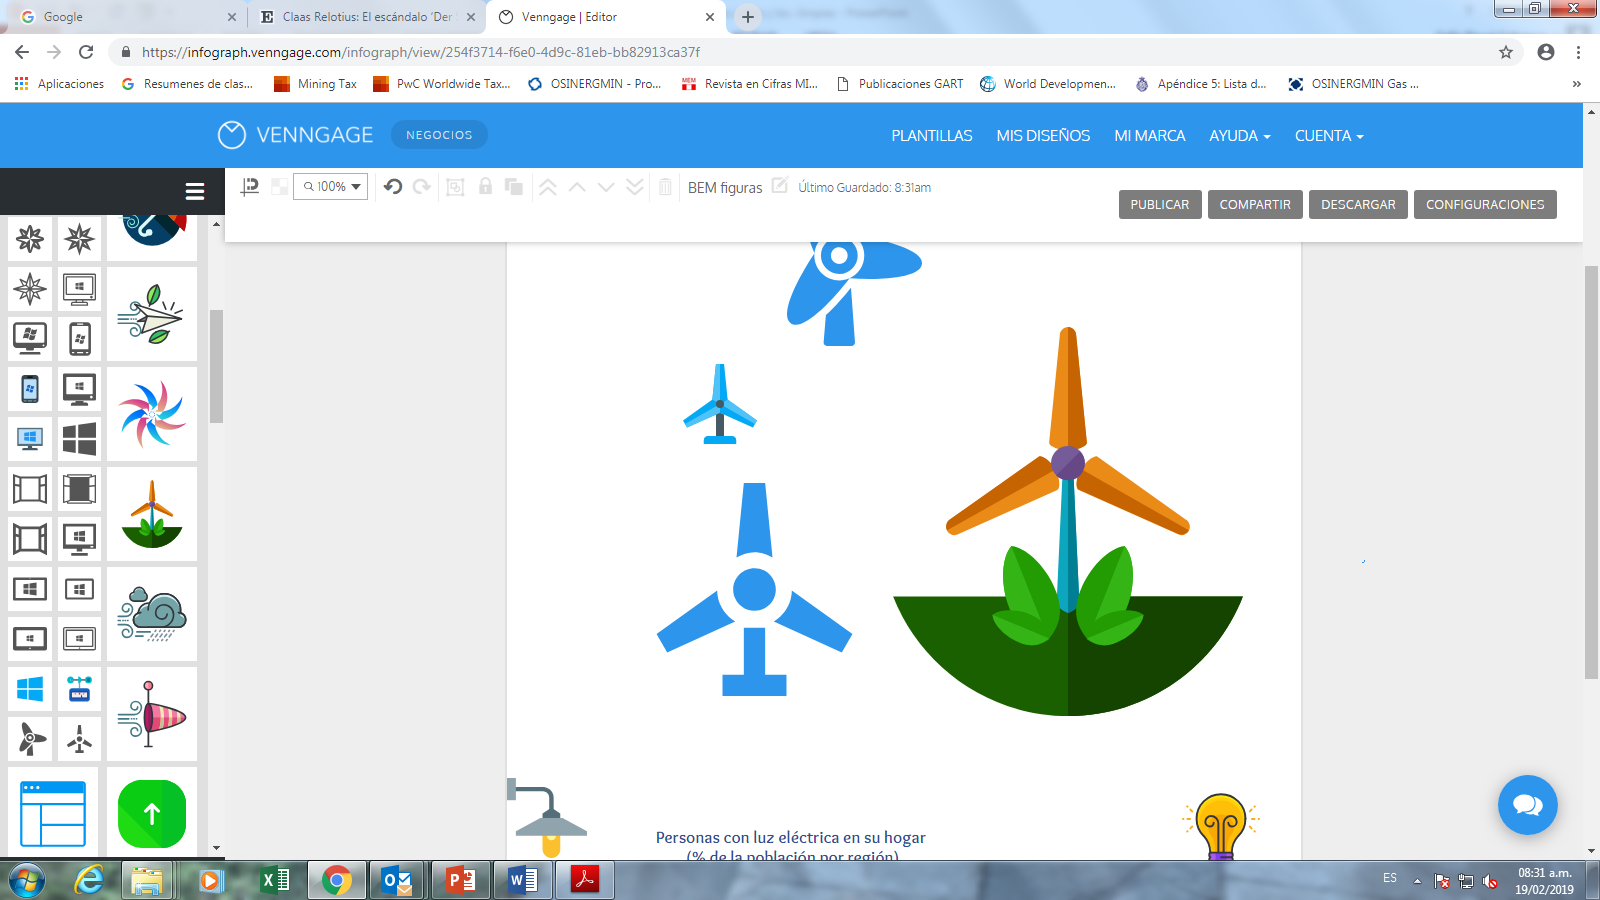 Google
Claas Relotius: El escándalo 'Der
Venngage | Editor
https://infograph.venngage.com/infograph/view/254f3714-f6e0-4d9c-81eb-bb82913ca37f
Aplicaciones
Resumenes de clas...
Mining Tax
PwC Worldwide Tax...
OSINERGMIN - Pro...
Revista en Cifras MI...
Publicaciones GART
World Developmen...
Apéndice 5: Lista d...
OSINERGMIN Gas ...
VENNGAGE
NEGOCIOS
PLANTILLAS
MIS DISEÑOS
MI MARCA
AYUDA
CUENTA
100%
BEM figuras
Último Guardado: 8:31am
PUBLICAR
COMPARTIR
DESCARGAR
CONFIGURACIONES
Personas con luz eléctrica en su hogar
(% de la población por región)
ES
08:31 a.m.
19/02/2019